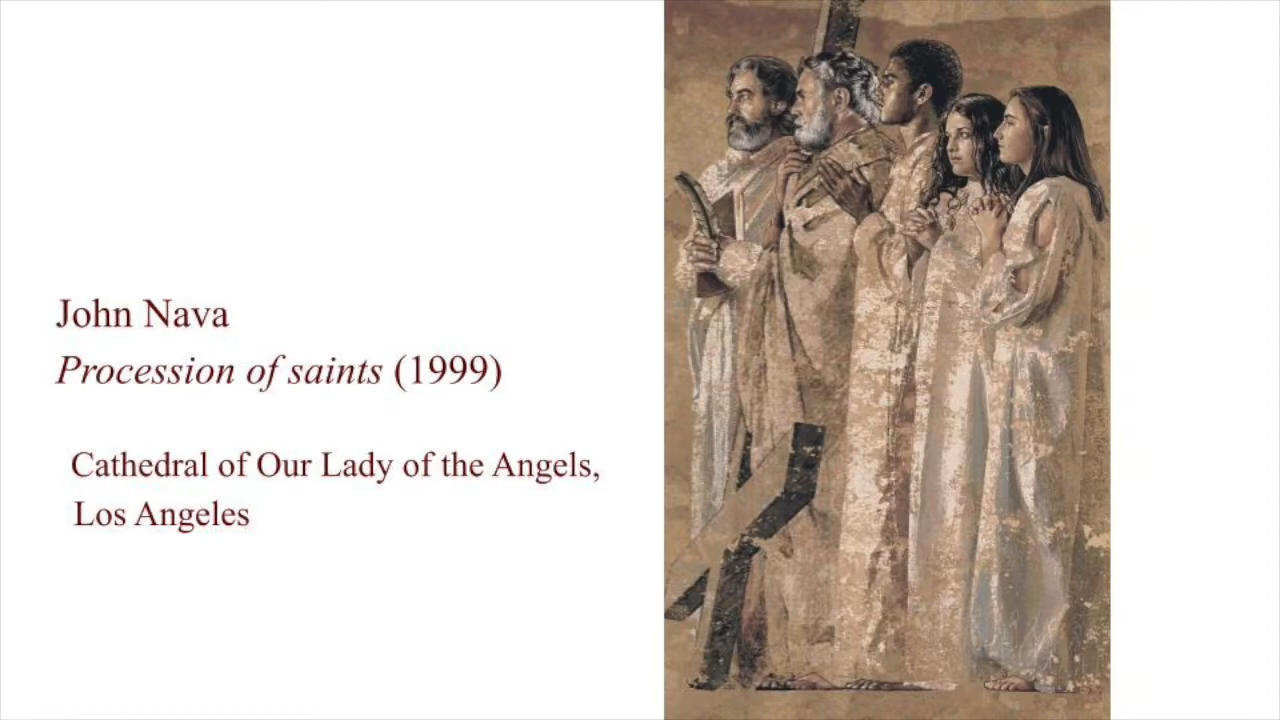 John Nava
Procession of saints (1999)
Cathedral of Our Lady of the Angels,
Los Angeles